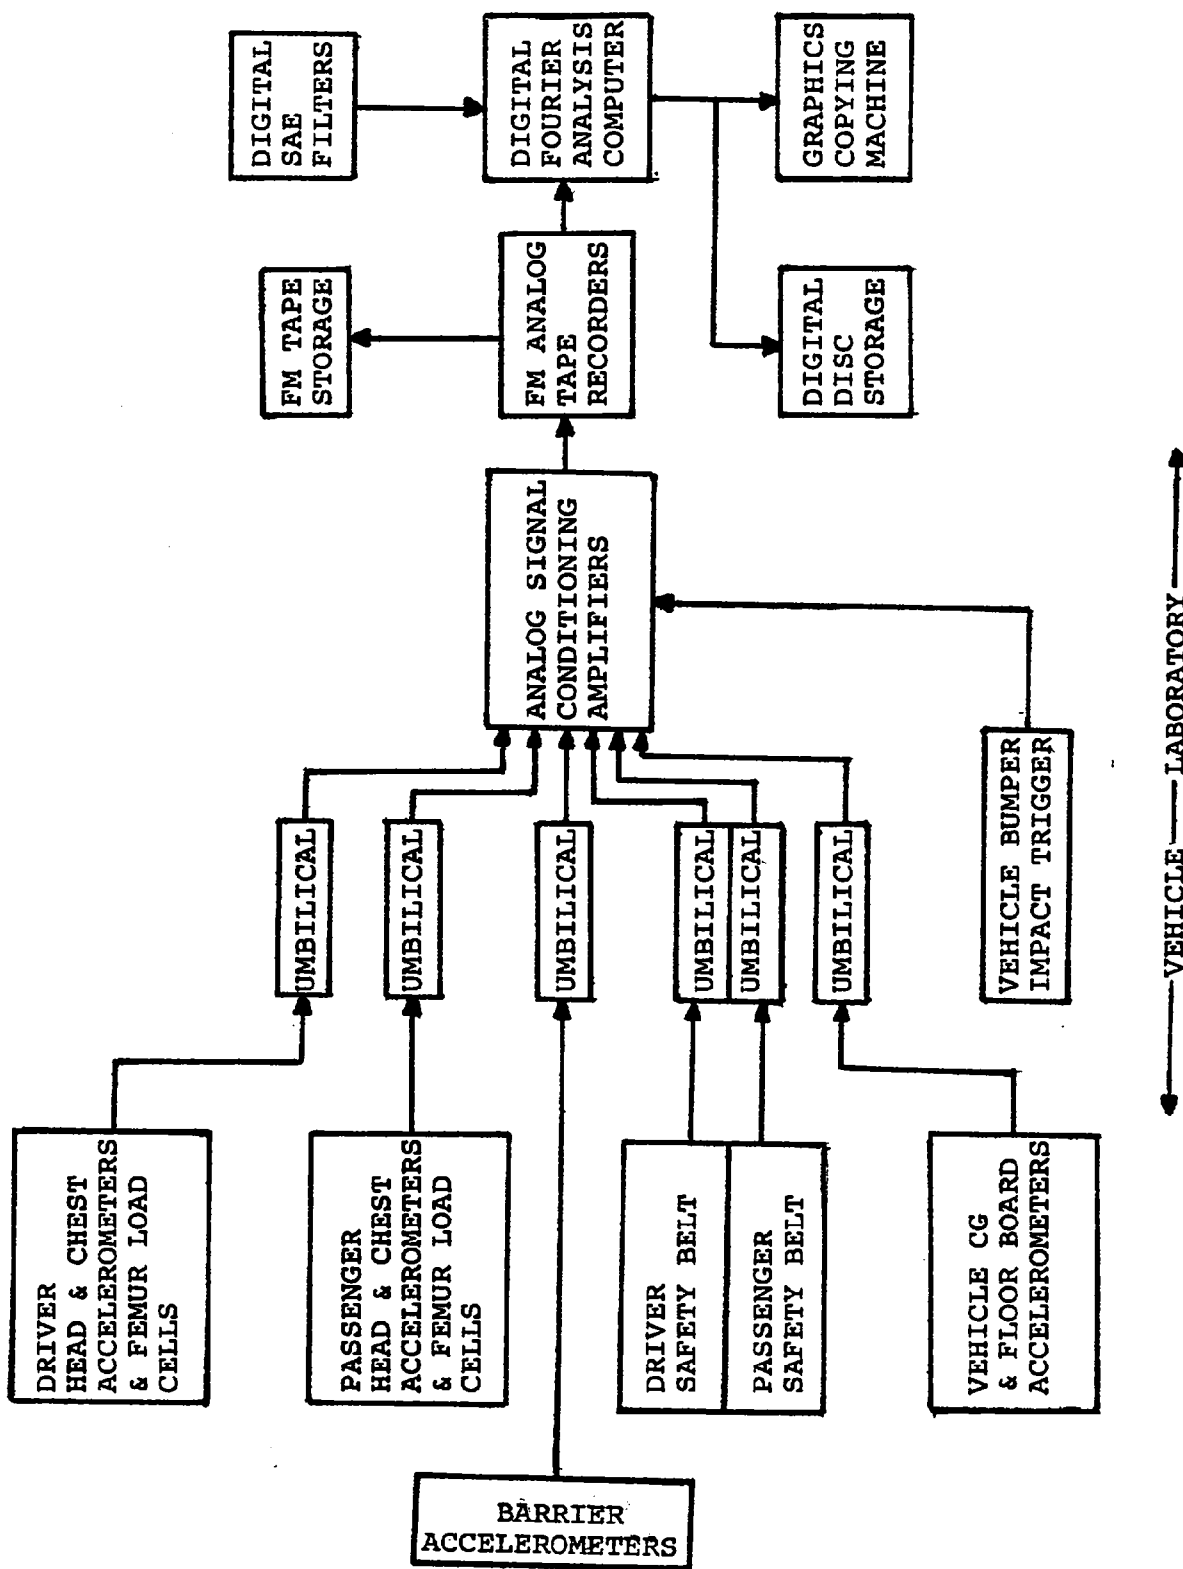 DRIVER
HEAD & CHEST
ACCELEROMETERS
& FEMUR LOAD
CELLS
PASSENGER
HEAD & CHEST
ACCELEROMETERS
& FEMUR LOAD
CELLS
BARRIER
ACCELEROMETERS
DRIVER
SAFETY BELT
PASSENGER
SAFETY BELT
VEHICLE CG
& FLOOR BOARD
ACCELEROMETERS
UMBILICAL
UMBILICAL
UMBILICAL
UMBILICAL
UMBILICAL
UMBILICAL
VEHICLE BUMPER
IMPACT TRIGGER
ANALOG SIGNAL
CONDITIONING
AMPLIFIERS
FM TAPE
STORAGE
FM ANALOG
TAPE
RECORDERS
DIGITAL
SAE
FILTERS
DIGITAL
FOURIER
ANALYSIS
COMPUTER
DIGITAL
DISC
STORAGE
GRAPHICS
COPYING
MACHINE
VEHICLE LABORATORY